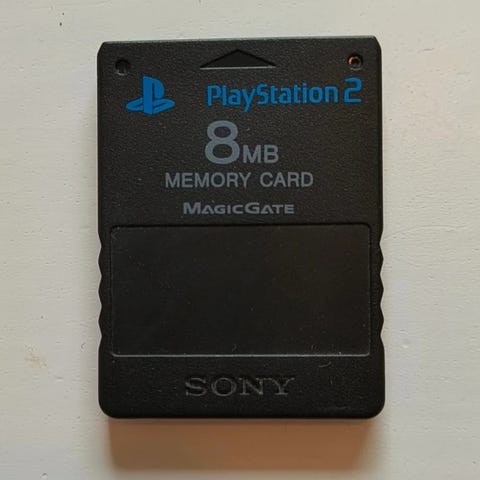 PlayStation 2
8MB
MEMORY CARD
MAGICGATE
SONY